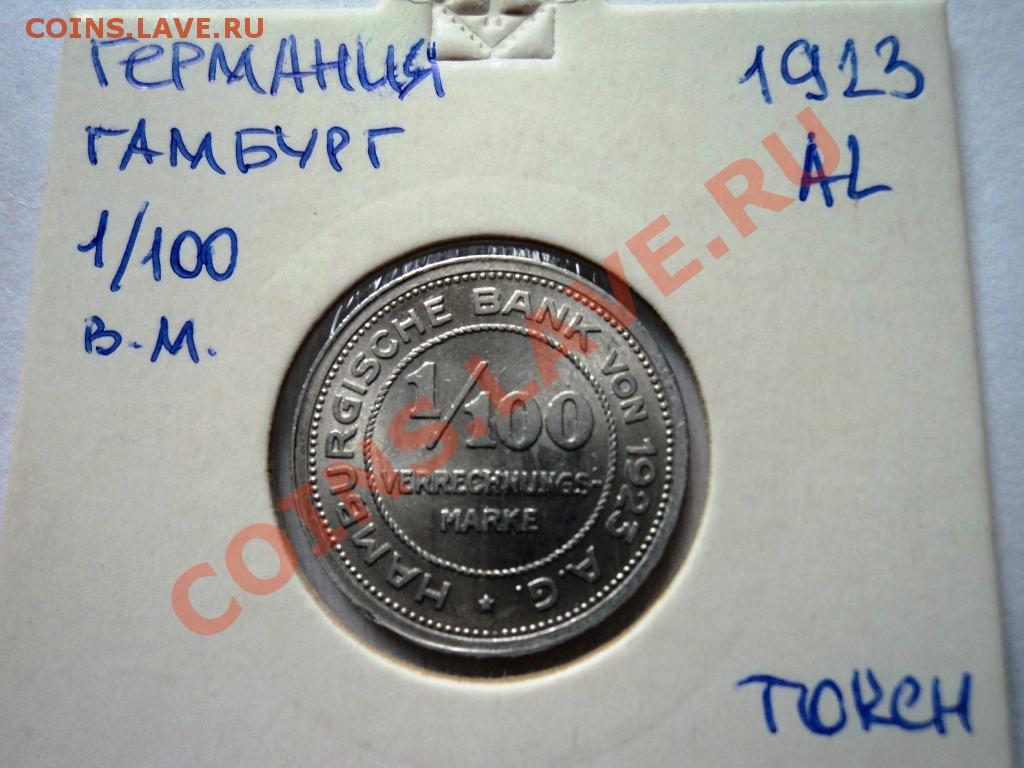 COINS.LAVE.RU
ГЕРМАНИЯ
1923
ГАМБУРГ
AL
1/100
В.М.
HAMBURGISCHE BANK VON 1923 A.G. *
1/100
VERRECHNUNGS-
MARKE
COINS.LAVE.RU
ТОКЕН